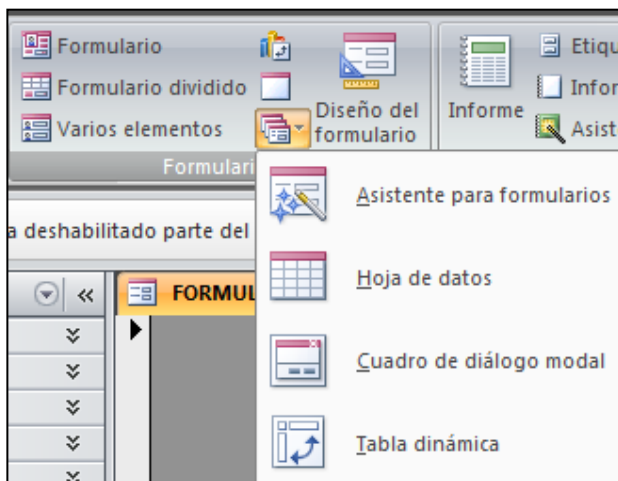 Formulario
Formulario dividido
Varios elementos
Diseño del
formulario
Informe
Formulari
a deshabilitado parte del
FORMUL
Asistente para formularios
Hoja de datos
Cuadro de diálogo modal
Tabla dinámica
Etiqu
Infor
Asist